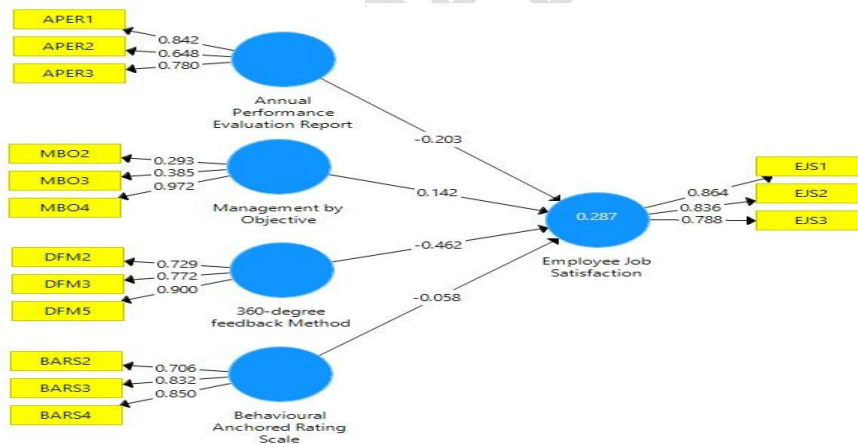 APER1
0.842
APER2
0.648
APER3
0.780
Annual
Performance
Evaluation Report
-0.203
MBO2
0.293
MBO3
0.385
MBO4
0.972
Management by
Objective
0.142
DFM2
0.729
DFM3
0.772
DFM5
0.900
360-degree
feedback Method
-0.462
BARS2
0.706
BARS3
0.832
BARS4
0.850
Behavioural
Anchored Rating
Scale
-0.058
0.287
Employee Job
Satisfaction
0.864
EJS1
0.836
EJS2
0.788
EJS3